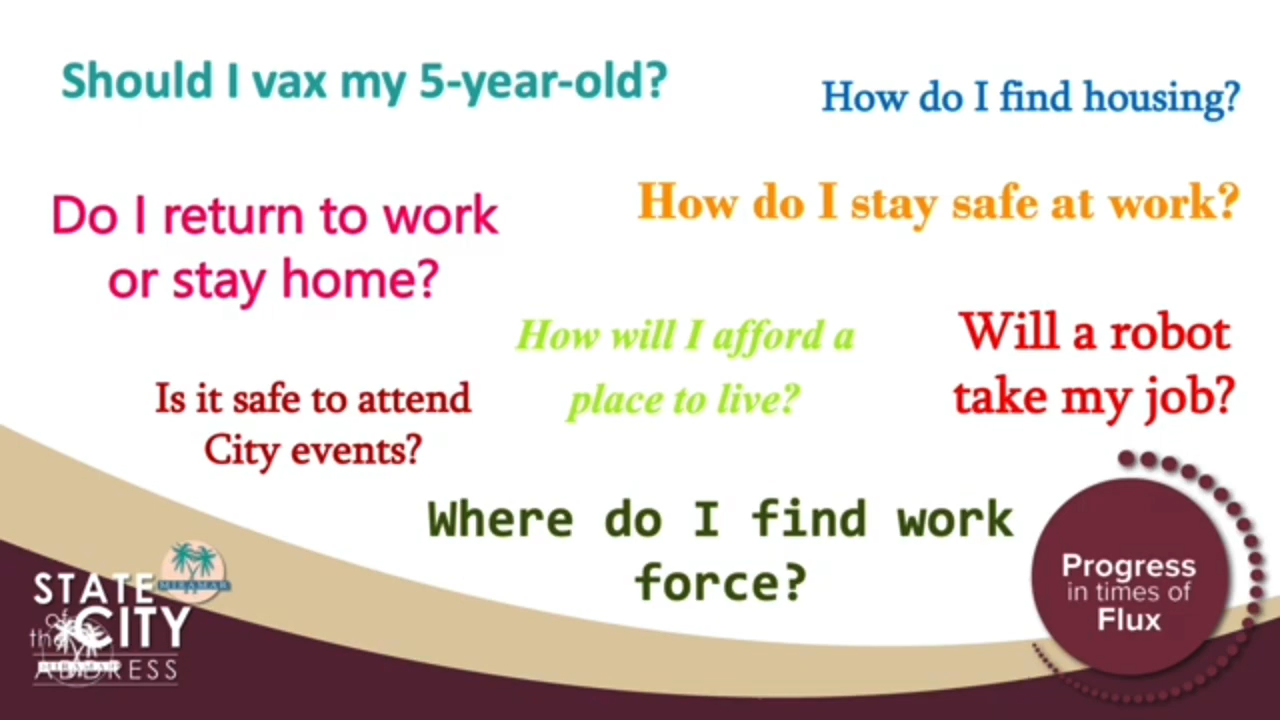 Should I vax my 5-year-old?
How do I find housing?
Do I return to work
or stay home?
How do I stay safe at work?
How will I afford a
place to live?
Will a robot
take my job?
Is it safe to attend
City events?
Where do I find work
force?
Progress
in times of
Flux
MIRAMAR
STATE
of
the CITY
MIRAMAR
ADDRESS